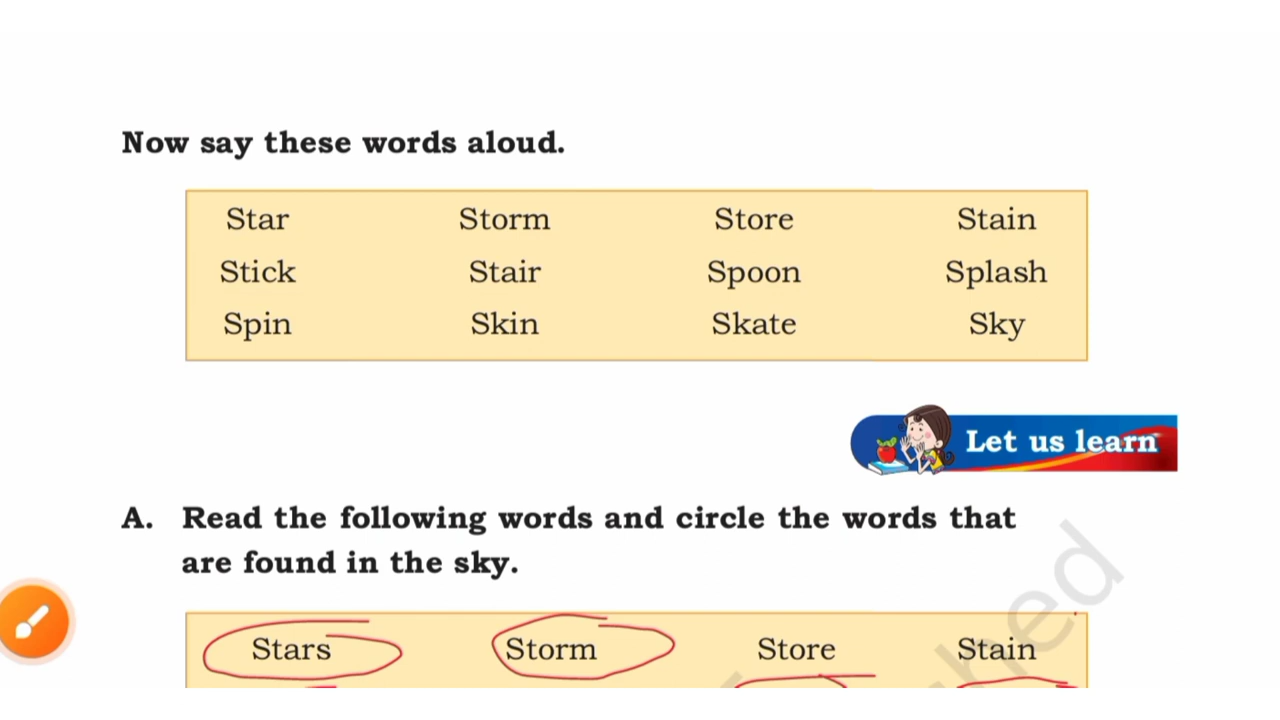 Now say these words aloud.
Star Storm Store Stain
Stick Stair Spoon Splash
Spin Skin Skate Sky
Let us learn
A. Read the following words and circle the words that
are found in the sky.
Stars Storm Store Stain